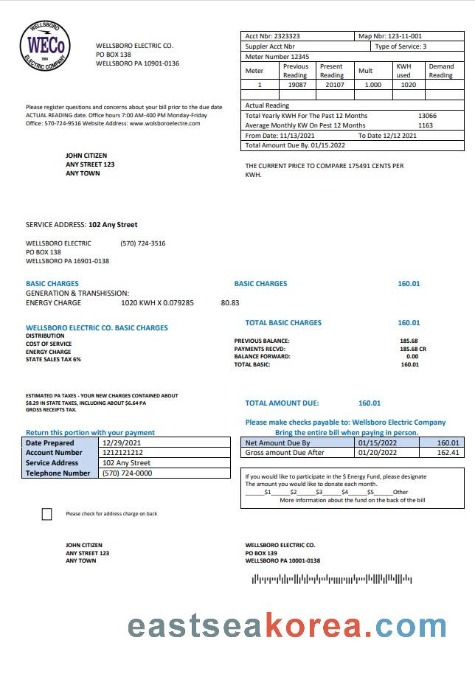 WELLSBORO
WECo
ELECTRIC COMPANY
WELLSBORO ELECTRIC CO.
PO BOX 138
WELLSBORO PA 10901-0136
Acct Nbr: 2323323 Map Nbr: 123-11-001
Suppler Acct Nbr Type of Service: 3
Meter Number 12345
Meter Previous Reading Present Reading Mult KWH used Demand Reading
1 19087 20107 1.000 1020
Actual Reading
Total Yearly KWH For The Past 12 Months 13066
Average Monthly KW On Pest 12 Months 1163
From Date: 11/13/2021 To Date 12/12 2021
Total Amount Due By. 01/15.2022
Please register questions and concerns about your bill prior to the due date
ACTUAL READING date. Office hours 7:00 AM-400 PM Monday-Friday
Office: 570-724-9516 Website Address: www.wolsboroelectre.com
JOHN CITIZEN
ANY STREET 123
ANY TOWN
THE CURRENT PRICE TO COMPARE 175491 CENTS PER
KWH.
SERVICE ADDRESS: 102 Any Street
WELLSBORO ELECTRIC (570) 724-3516
PO BOX 138
WELLSBORO PA 16901-0138
BASIC CHARGES
GENERATION & TRANSHISSION:
ENERGY CHARGE 1020 KWH X 0.079285 80.83
BASIC CHARGES 160.01
WELLSBORO ELECTRIC CO. BASIC CHARGES
DISTRIBUTION
COST OF SERVICE
ENERGY CHARGE
STATE SALES TAX 6%
TOTAL BASIC CHARGES 160.01
PREVIOUS BALANCE: 185.68
PAYMENTS RECVD: 185.68 CR
BALANCE FORWARD: 0.00
TOTAL BASIC: 160.01
ESTIMATED PA TAXES - YOUR NEW CHARGES CONTAINED ABOUT
$8.29 IN STATE TAXES, INCLUDING ABOUT $6.64 PA
GROSS RECEIPTS TAX.
TOTAL AMOUNT DUE: 160.01
Please make checks payable to: Wellsboro Electric Company
Bring the entire bill when paying in person.
Return this portion with your payment
Date Prepared 12/29/2021
Account Number 1212121212
Service Address 102 Any Street
Telephone Number (570) 724-0000
Net Amount Due By 01/15/2022 160.01
Gross amount Due After 01/20/2022 162.41
If you would like to participate in the $ Energy Fund, please designate
The amount you would like to donate each month.
_____$1 _____$2 _____$3 _____$4 _____$5_____ Other
More information about the fund on the back of the bill
Please check for address charge on back
JOHN CITIZEN
ANY STREET 123
ANY TOWN
WELLSBORO ELECTRIC CO.
PO BOX 139
WELLSBORO PA 10001-0138
eastseakorea.com